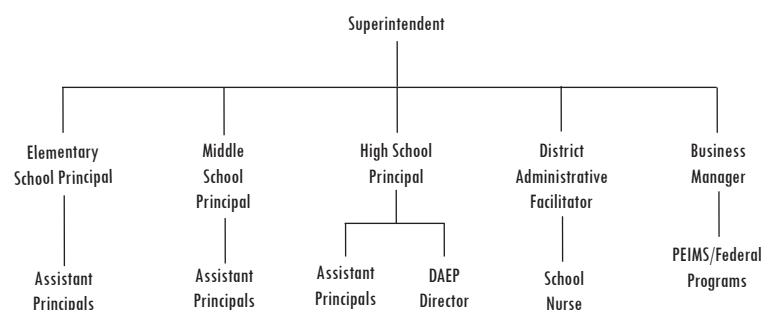 Superintendent
Elementary
School Principal
Middle
School
Principal
High School
Principal
District
Administrative
Facilitator
Business
Manager
Assistant
Principals
Assistant
Principals
Assistant
Principals
DAEP
Director
School
Nurse
PEIMS/Federal
Programs